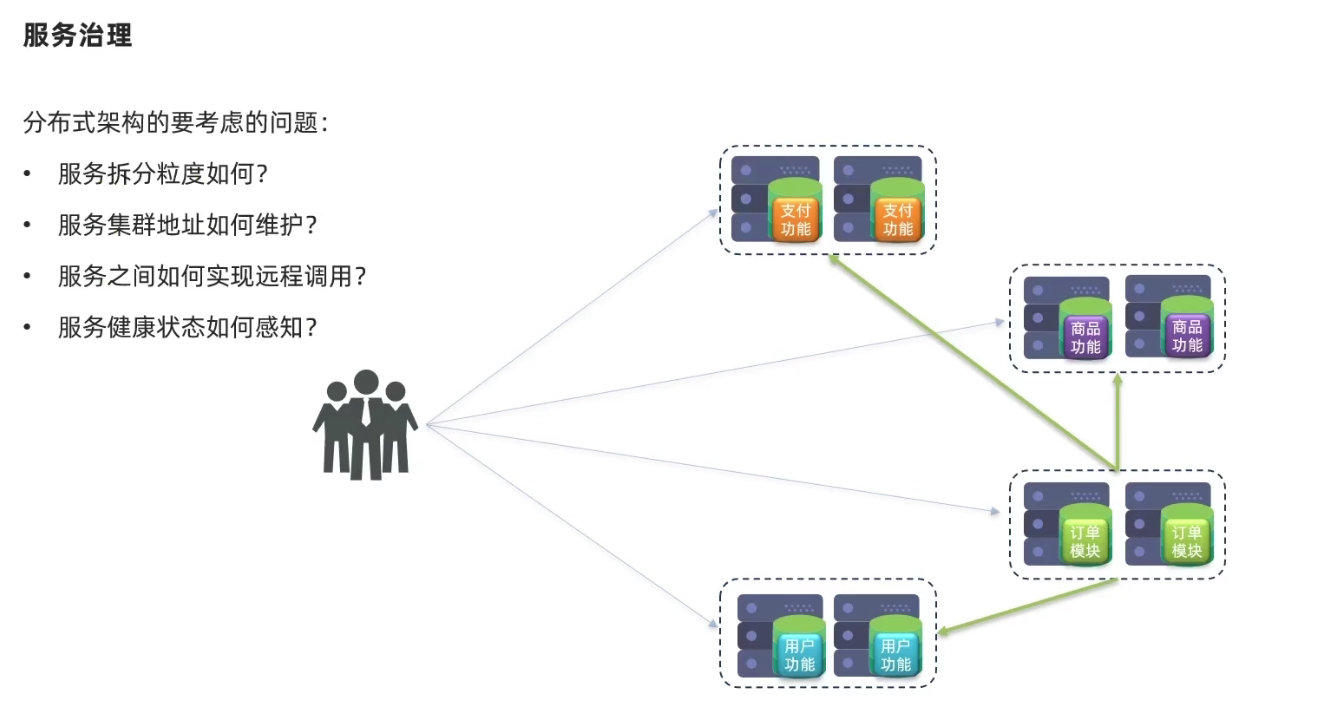 服务治理
分布式架构的要考虑的问题：
• 服务拆分粒度如何？
• 服务集群地址如何维护？
• 服务之间如何实现远程调用？
• 服务健康状态如何感知？
支付
功能
支付
功能
商品
功能
商品
功能
订单
模块
订单
模块
用户
功能
用户
功能